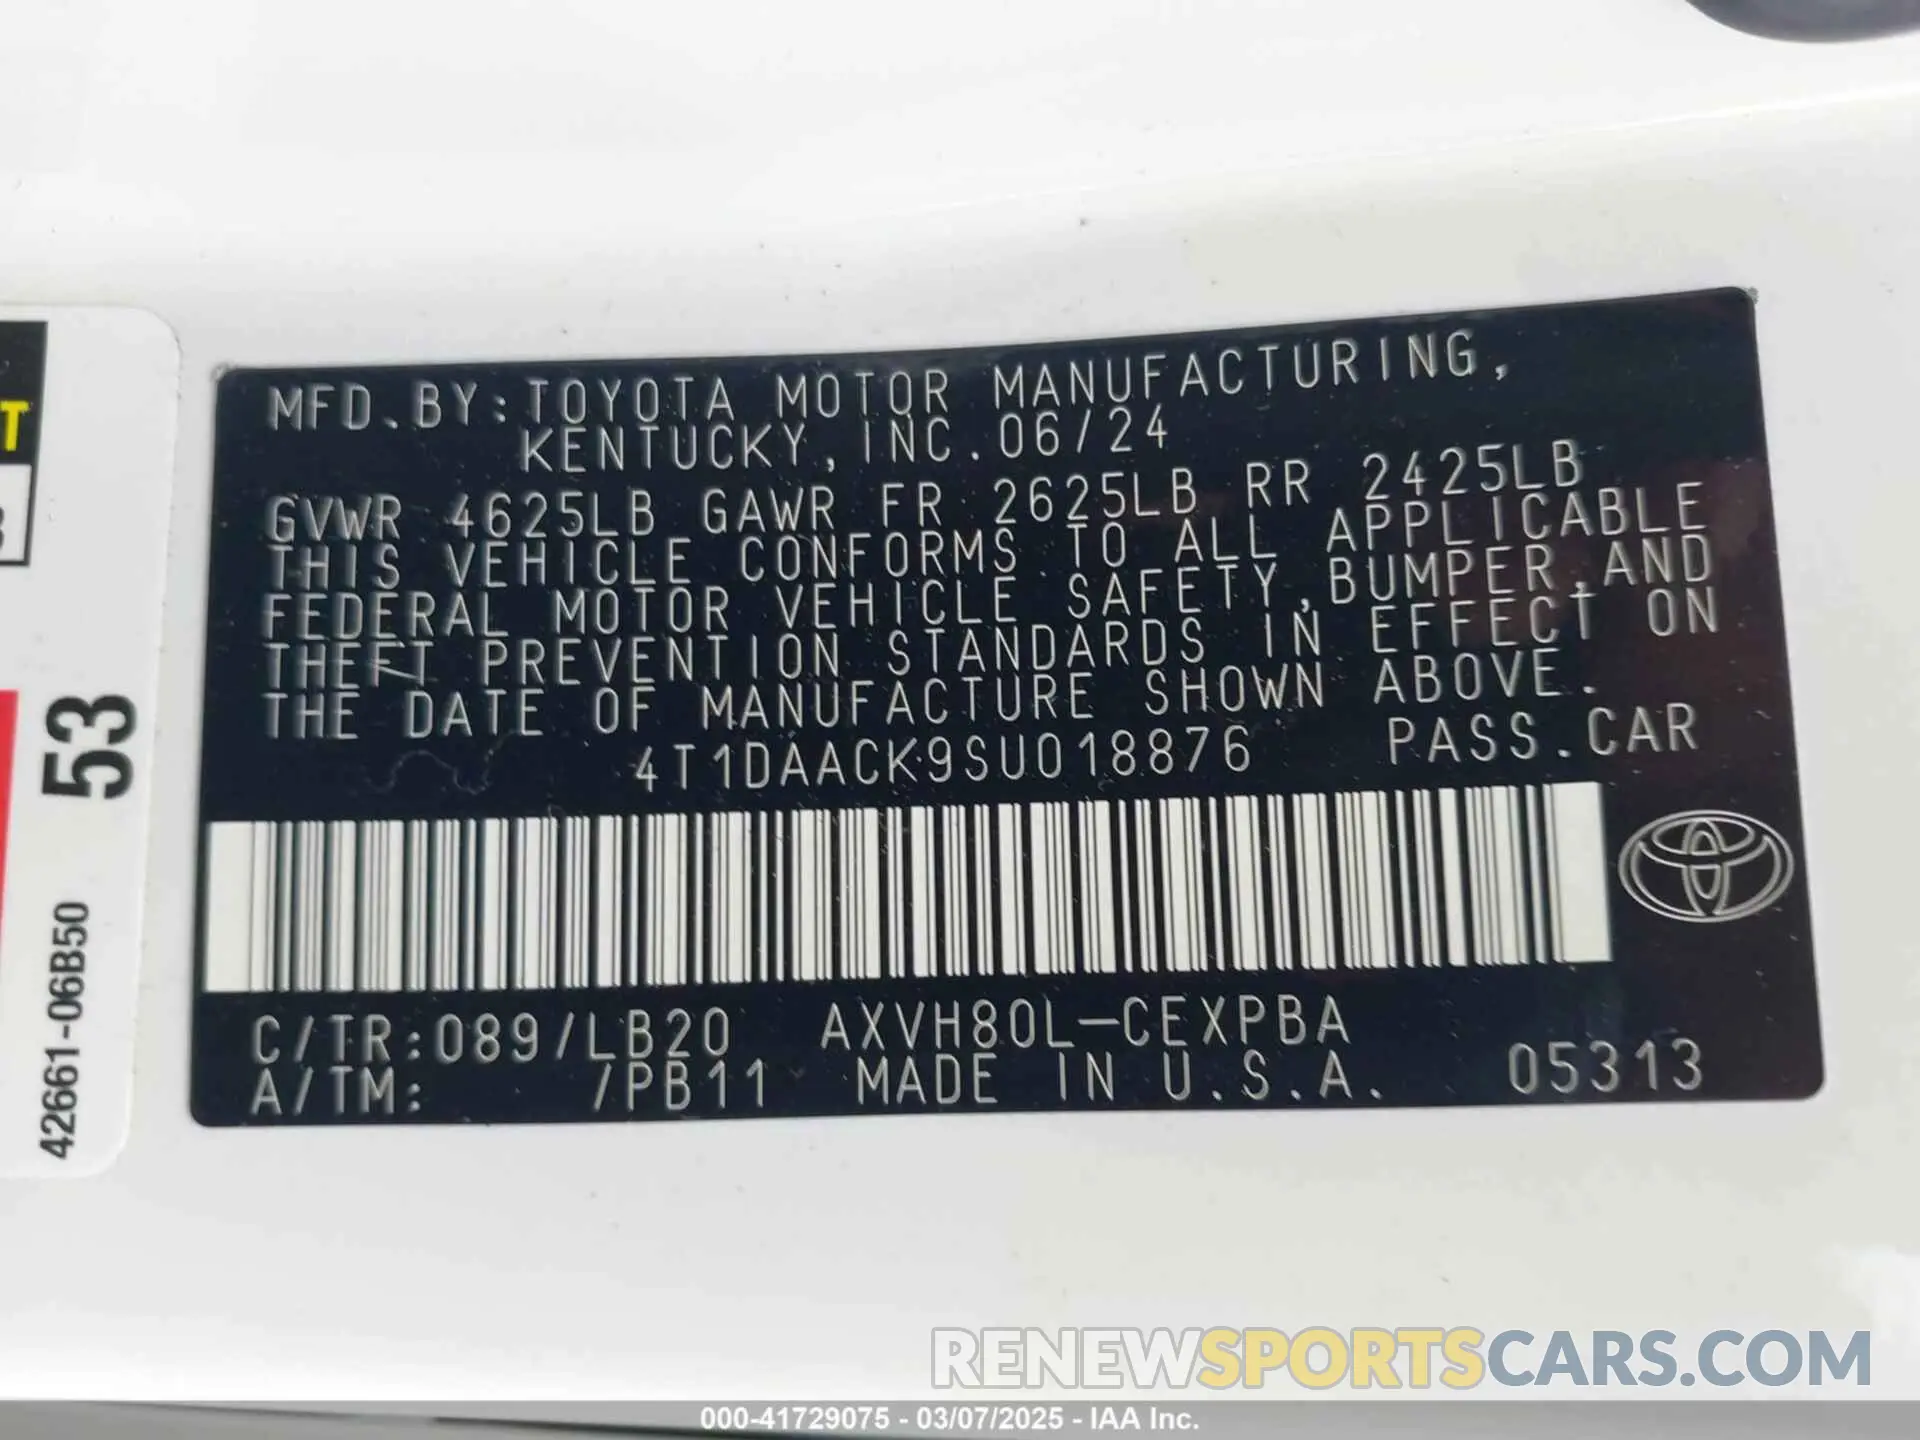 MFD.BY:TOYOTA MOTOR MANUFACTURING,
KENTUCKY,INC.06/24
GVWR 4625LB GAWR FR 2625LB RR 2425LB
THIS VEHICLE CONFORMS TO ALL APPLICABLE
FEDERAL MOTOR VEHICLE SAFETY,BUMPER,AND
THEFT PREVENTION STANDARDS IN EFFECT ON
THE DATE OF MANUFACTURE SHOWN ABOVE.
4T1DAACK9SU018876 PASS.CAR
C/TR:089/LB20 AXVH80L-CEXPBA
A/TM: /PB11 MADE IN U.S.A. 05313
T
53
42661-06B50
RENEWSPORTSCARS.COM
000-41729075 - 03/07/2025 - IAA Inc.